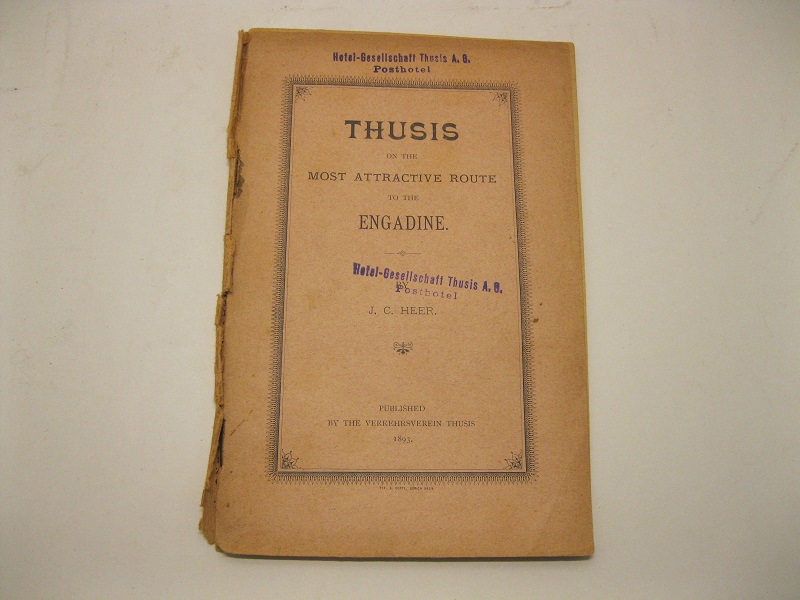 Hotel-Gesellschaft Thusis A. G.
Posthotel
THUSIS
ON THE
MOST ATTRACTIVE ROUTE
TO THE
ENGADINE.
Hotel-Gesellschaft Thusis A. G.
BY
Posthotel
J. C. HEER.
PUBLISHED
BY THE VERKEHRSVEREIN THUSIS
1893.